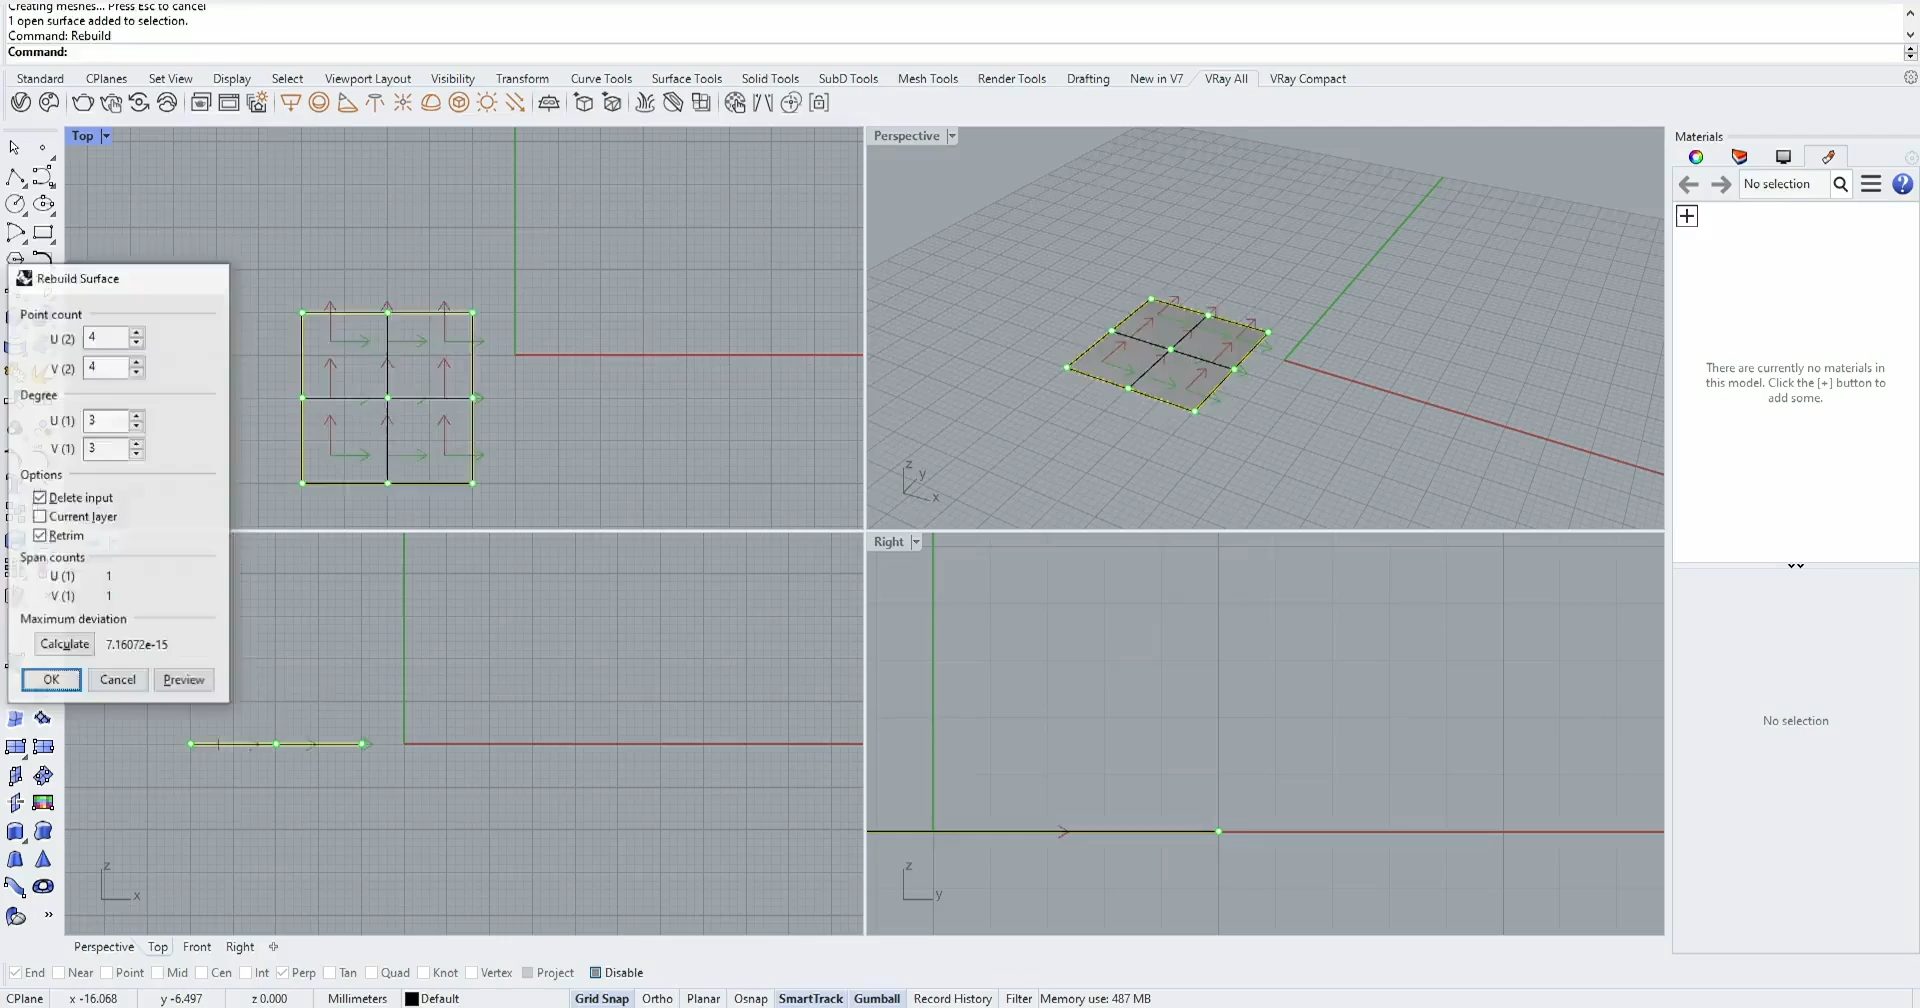 Creating meshes... Press Esc to cancel
1 open surface added to selection.
Command: Rebuild
Command:
Standard CPlanes Set View Display Select Viewport Layout Visibility Transform Curve Tools Surface Tools Solid Tools SubD Tools Mesh Tools Render Tools Drafting New in V7 VRay All VRay Compact
Top
Perspective
Materials
No selection
Rebuild Surface
Point count
U (2) 4
V (2) 4
Degree
U (1) 3
V (1) 3
Options
Delete input
Current layer
Retrim
Span counts
U (1) 1
V (1) 1
Maximum deviation
Calculate 7.16072e-15
OK Cancel Preview
z
y
x
There are currently no materials in
this model. Click the [+] button to
add some.
Right
z
x
z
y
No selection
Perspective Top Front Right
End Near Point Mid Cen Int Perp Tan Quad Knot Vertex Project Disable
CPlane x -16.068 y -6.497 z 0.000 Millimeters Default Grid Snap Ortho Planar Osnap SmartTrack Gumball Record History Filter Memory use: 487 MB